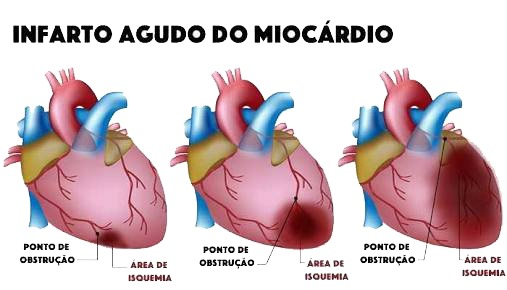 INFARTO AGUDO DO MIOCÁRDIO
PONTO DE
OBSTRUÇÃO
ÁREA DE
ISQUEMIA
PONTO DE
OBSTRUÇÃO
ÁREA DE
ISQUEMIA
PONTO DE
OBSTRUÇÃO
ÁREA DE
ISQUEMIA